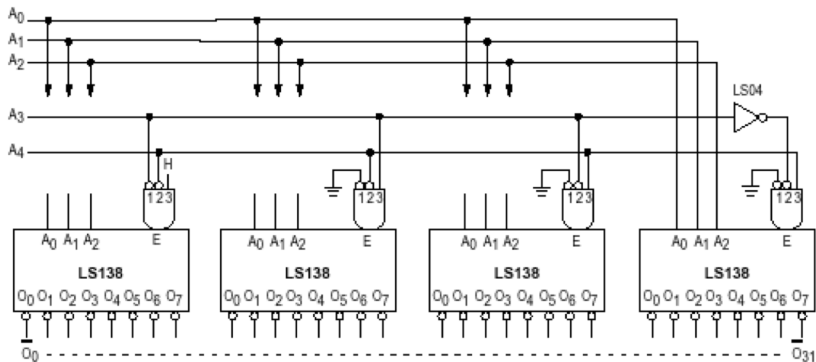 A0
A1
A2
LS04
A3
A4
H
123 123 123 123
A0 A1 A2 E A0 A1 A2 E A0 A1 A2 E A0 A1 A2 E
LS138 LS138 LS138 LS138
O0 O1 O2 O3 O4 O5 O6 O7 O0 O1 O2 O3 O4 O5 O6 O7 O0 O1 O2 O3 O4 O5 O6 O7 O0 O1 O2 O3 O4 O5 O6 O7
O0 O31